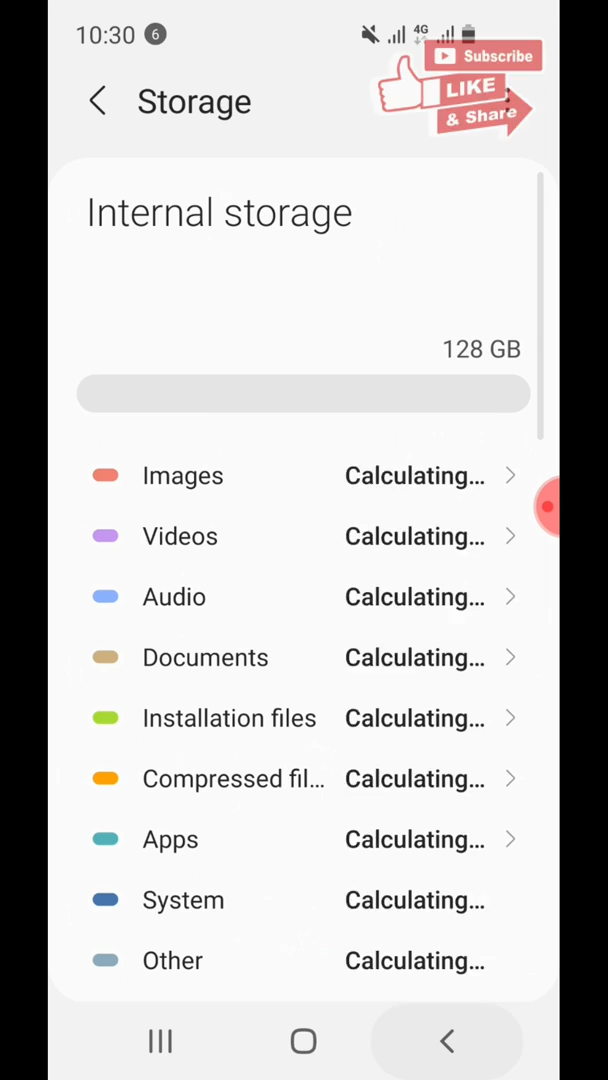 10:30 6 4G
Subscribe
Storage
LIKE
& Share
Internal storage
128 GB
Images Calculating...
Videos Calculating...
Audio Calculating...
Documents Calculating...
Installation files Calculating...
Compressed fil... Calculating...
Apps Calculating...
System Calculating...
Other Calculating...